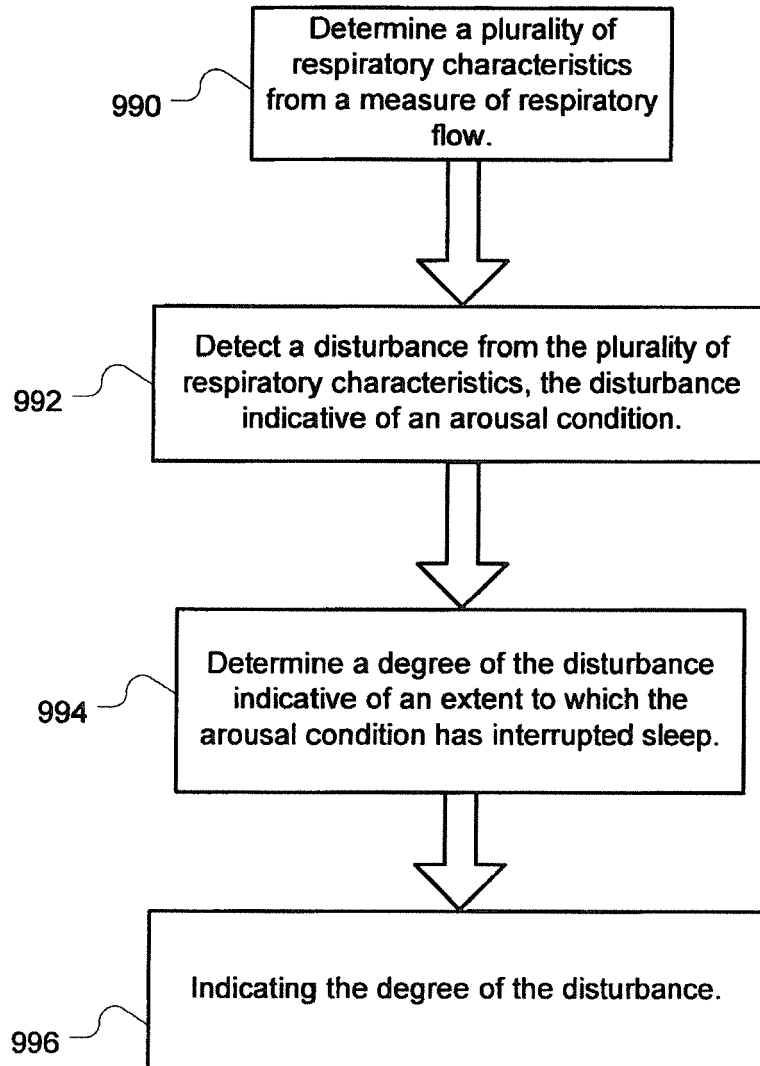 Determine a plurality of
respiratory characteristics
from a measure of respiratory
flow.
990
Detect a disturbance from the plurality of
respiratory characteristics, the disturbance
indicative of an arousal condition.
992
Determine a degree of the disturbance
indicative of an extent to which the
arousal condition has interrupted sleep.
994
Indicating the degree of the disturbance.
996